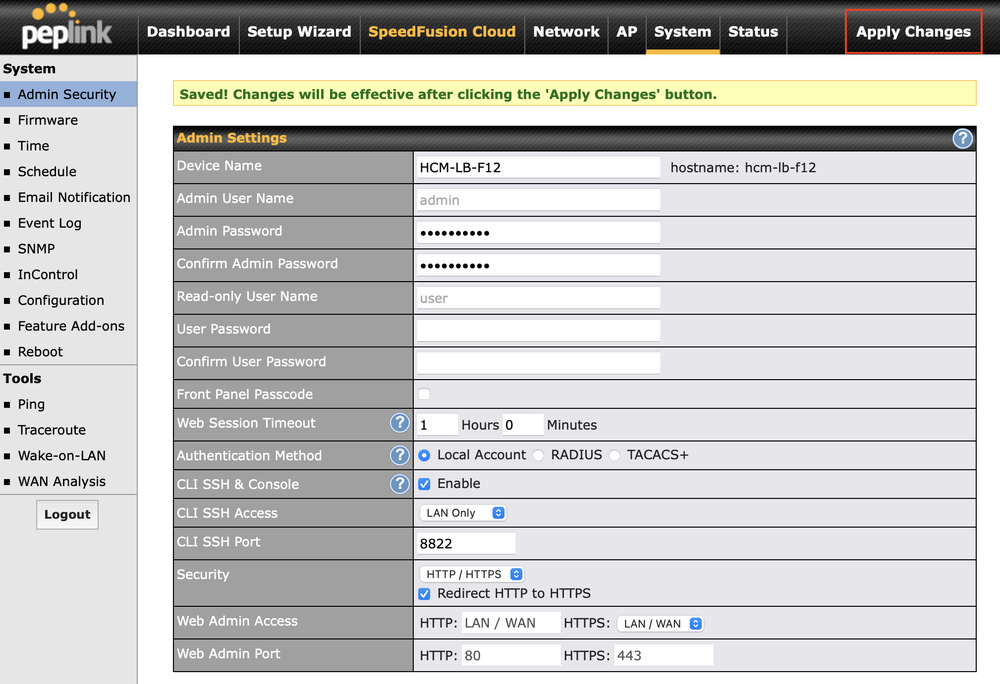 peplink
Dashboard
Setup Wizard
SpeedFusion Cloud
Network
AP
System
Status
Apply Changes
System
Admin Security
Firmware
Time
Schedule
Email Notification
Event Log
SNMP
InControl
Configuration
Feature Add-ons
Reboot
Tools
Ping
Traceroute
Wake-on-LAN
WAN Analysis
Logout
Saved! Changes will be effective after clicking the 'Apply Changes' button.
Admin Settings ?
Device Name HCM-LB-F12 hostname: hcm-lb-f12
Admin User Name admin
Admin Password ••••••••••
Confirm Admin Password ••••••••••
Read-only User Name user
User Password
Confirm User Password
Front Panel Passcode
Web Session Timeout ? 1 Hours 0 Minutes
Authentication Method ? Local Account RADIUS TACACS+
CLI SSH & Console ? Enable
CLI SSH Access LAN Only
CLI SSH Port 8822
Security HTTP / HTTPS
Redirect HTTP to HTTPS
Web Admin Access HTTP: LAN / WAN HTTPS: LAN / WAN
Web Admin Port HTTP: 80 HTTPS: 443